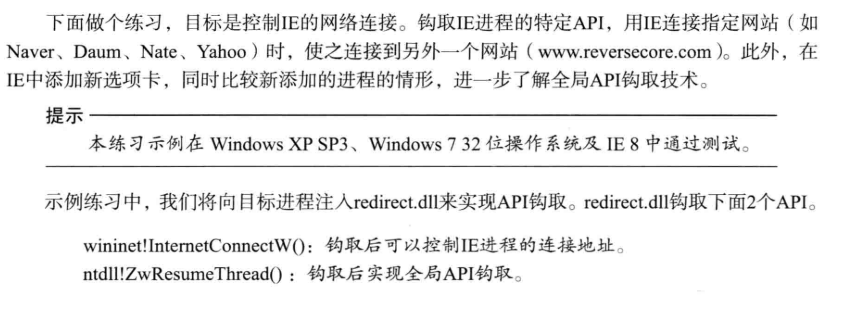 下面做个练习，目标是控制IE的网络连接。钩取IE进程的特定API，用IE连接指定网站（如
Naver、Daum、Nate、Yahoo）时，使之连接到另外一个网站（www.reversecore.com）。此外，在
IE中添加新选项卡，同时比较新添加的进程的情形，进一步了解全局API钩取技术。
提示
本练习示例在 Windows XP SP3、Windows 7 32 位操作系统及 IE 8 中通过测试。
示例练习中，我们将向目标进程注入redirect.dll来实现API钩取。redirect.dll钩取下面2个API。
wininet!InternetConnectW()：钩取后可以控制IE进程的连接地址。
ntdll!ZwResumeThread()：钩取后实现全局API钩取。